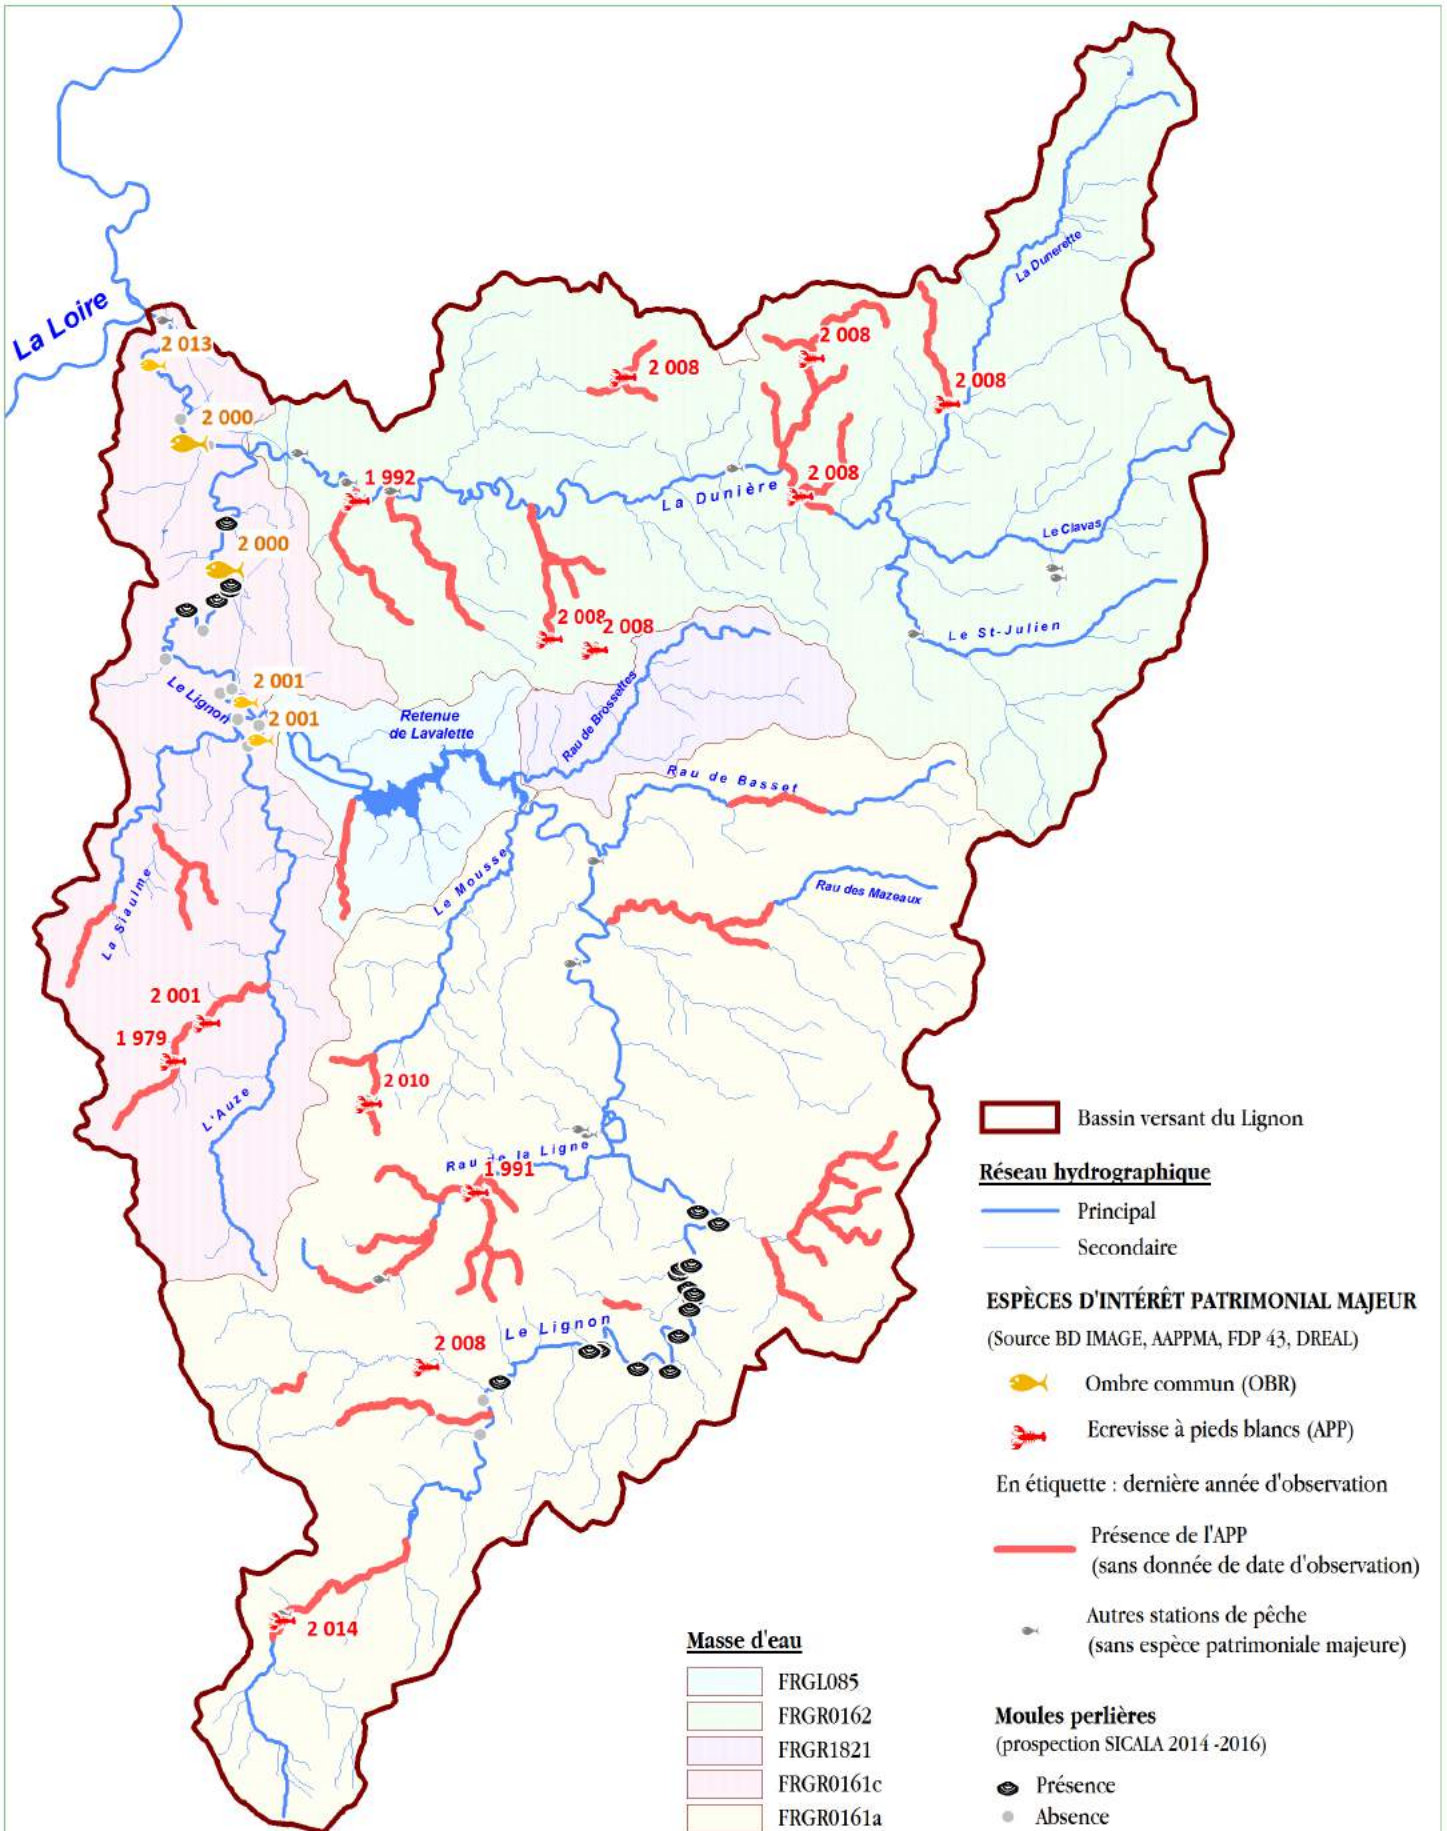 La Loire
2 013
2 000
2 008
2 008
2 008
La Dunerette
1 992
La Dunière
2 008
Le Clavas
2 000
2 008
2 008
Le St-Julien
2 001
Le Lignon
2 001
Retenue
de Lavalette
Rau de Brossettes
Rau de Basset
La Siaulme
Le Mousse
Rau des Mazeaux
2 001
1 979
2 010
L'Auze
Rau de la Ligne
1 991
Le Lignon
2 008
2 014
Bassin versant du Lignon
Réseau hydrographique
Principal
Secondaire
ESPÈCES D'INTÉRÊT PATRIMONIAL MAJEUR
(Source BD IMAGE, AAPPMA, FDP 43, DREAL)
Ombre commun (OBR)
Ecrevisse à pieds blancs (APP)
En étiquette : dernière année d'observation
Présence de l'APP
(sans donnée de date d'observation)
Autres stations de pêche
(sans espèce patrimoniale majeure)
Masse d'eau
FRGL085
FRGR0162
FRGR1821
FRGR0161c
FRGR0161a
Moules perlières
(prospection SICALA 2014 -2016)
Présence
Absence